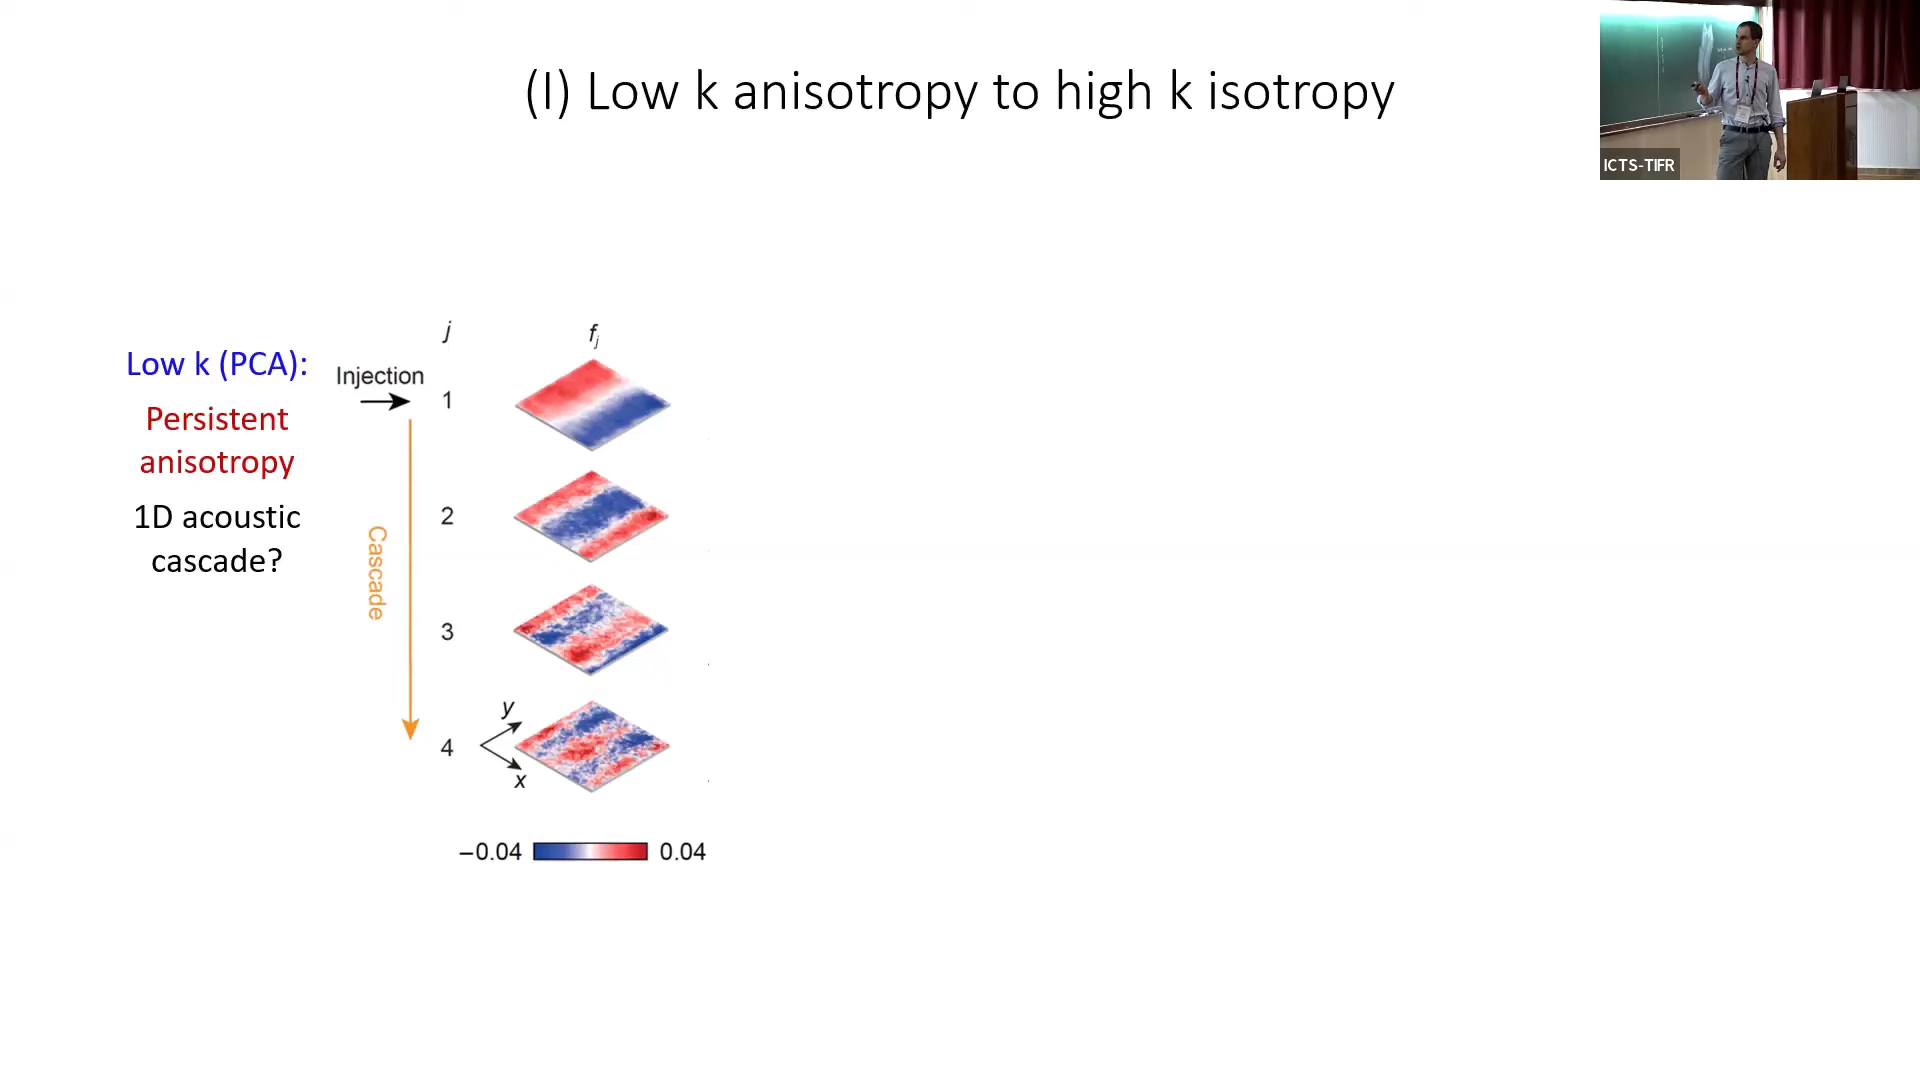 (I) Low k anisotropy to high k isotropy
ICTS-TIFR
Low k (PCA):
Persistent
anisotropy
1D acoustic
cascade?
Injection
Cascade
j
f_j
1
2
3
4
y
x
−0.04
0.04